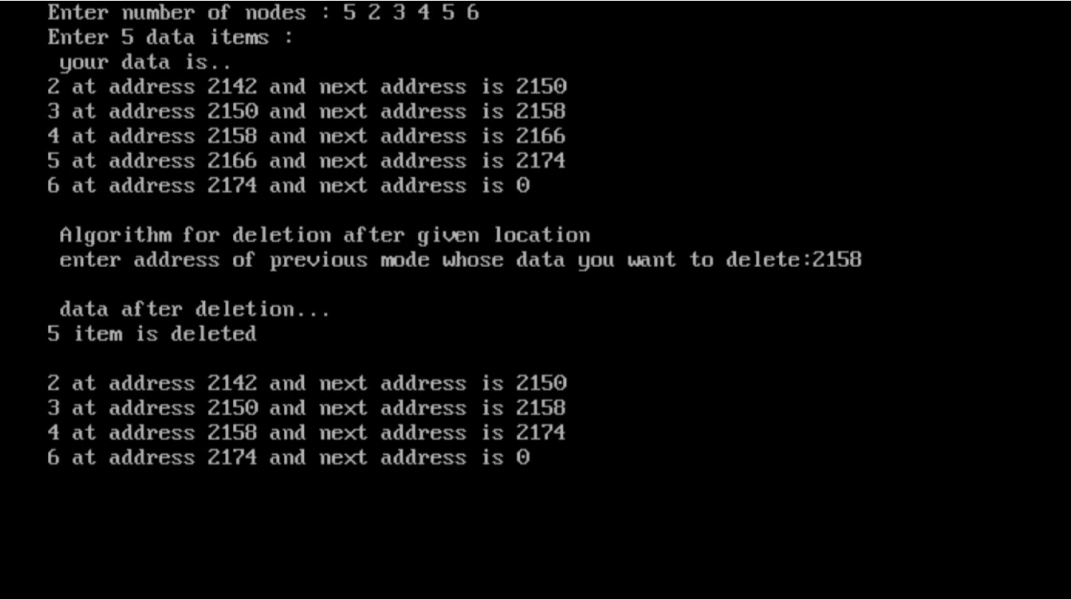 Enter number of nodes : 5 2 3 4 5 6
Enter 5 data items :
your data is..
2 at address 2142 and next address is 2150
3 at address 2150 and next address is 2158
4 at address 2158 and next address is 2166
5 at address 2166 and next address is 2174
6 at address 2174 and next address is 0
Algorithm for deletion after given location
enter address of previous mode whose data you want to delete:2158
data after deletion...
5 item is deleted
2 at address 2142 and next address is 2150
3 at address 2150 and next address is 2158
4 at address 2158 and next address is 2174
6 at address 2174 and next address is 0